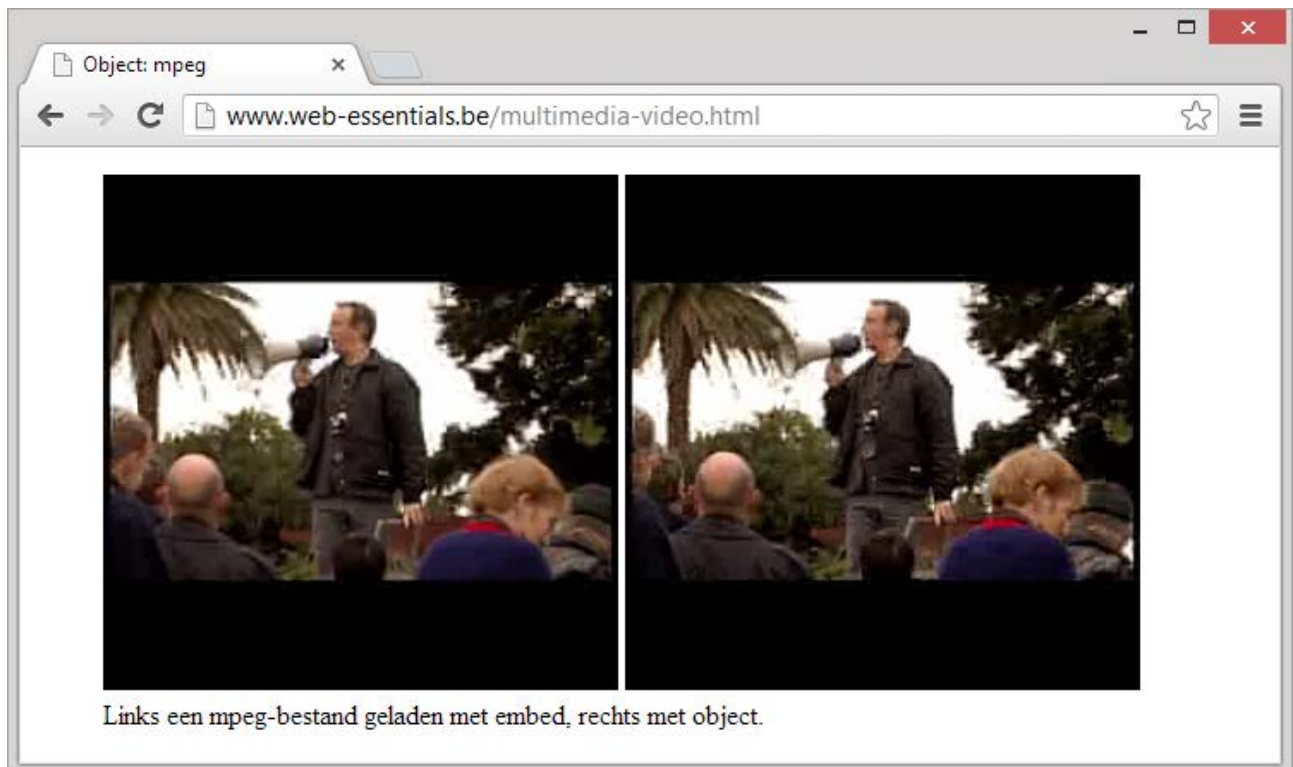 Object: mpeg
www.web-essentials.be/multimedia-video.html
Links een mpeg-bestand geladen met embed, rechts met object.